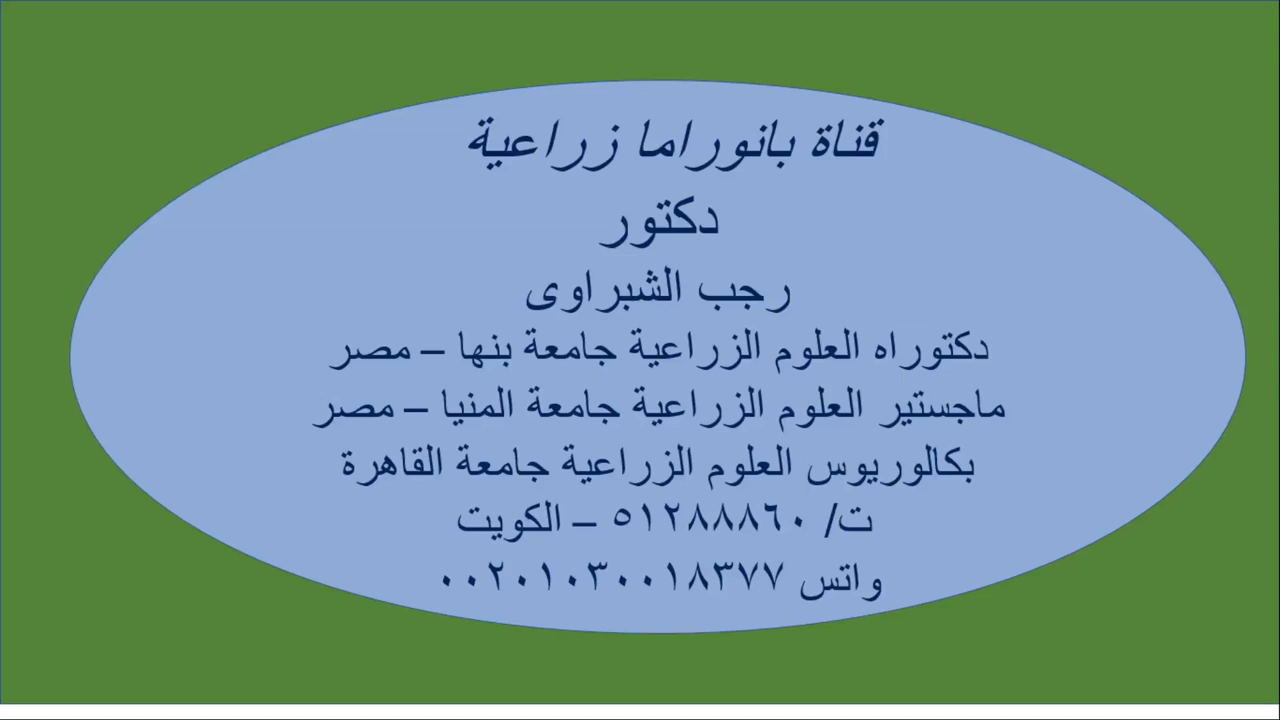 قناة بانوراما زراعية
دكتور
رجب الشبراوى
دكتوراه العلوم الزراعية جامعة بنها – مصر
ماجستير العلوم الزراعية جامعة المنيا – مصر
بكالوريوس العلوم الزراعية جامعة القاهرة
ت/ ٥١٢٨٨٨٦٠ – الكويت
واتس ٠٠٢٠١٠٣٠٠١٨٣٧٧